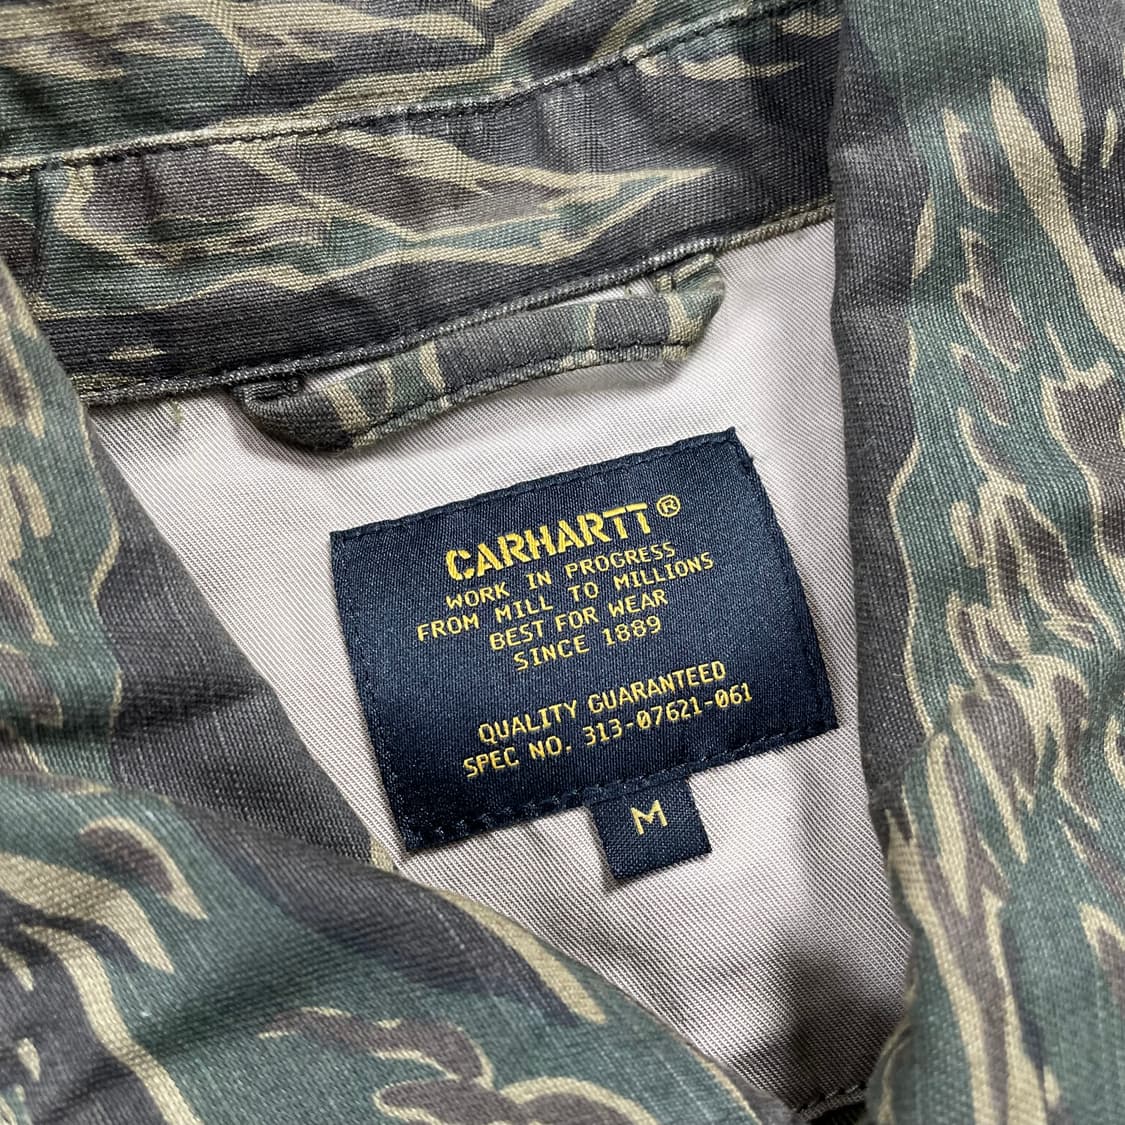 CARHARTT®
WORK IN PROGRESS
FROM MILL TO MILLIONS
BEST FOR WEAR
SINCE 1889
QUALITY GUARANTEED
SPEC NO. 313-07621-061
M